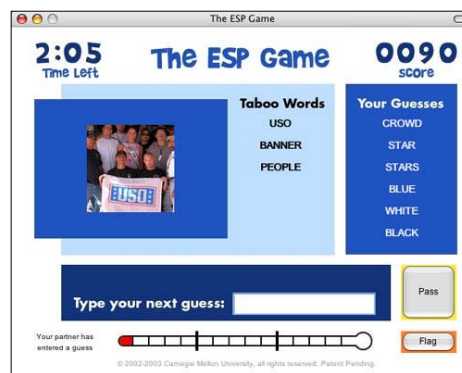 The ESP Game
2:05
Time Left
The ESP Game
0090
score
Taboo Words
USO
BANNER
PEOPLE
Your Guesses
CROWD
STAR
STARS
BLUE
WHITE
BLACK
USO
Type your next guess:
Pass
Your partner has
entered a guess
Flag
© 2002-2003 Carnegie Mellon University, all rights reserved. Patent Pending.